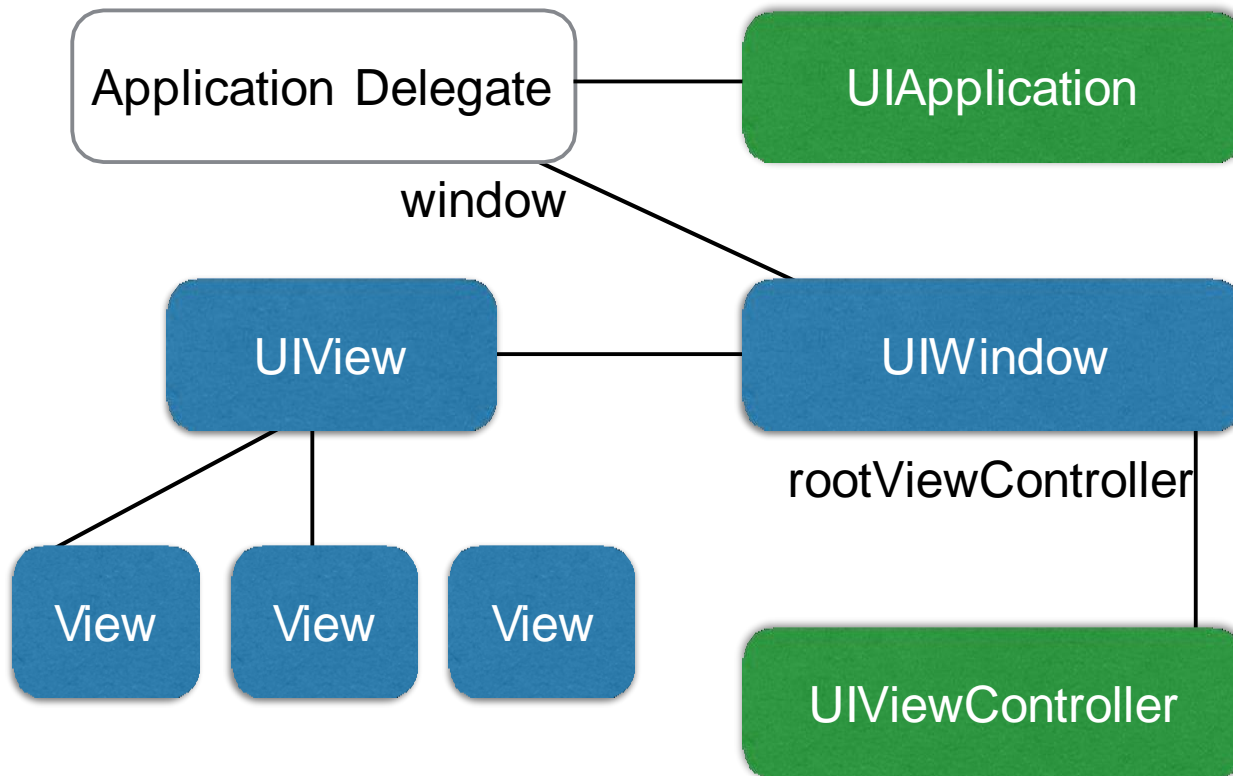 Application Delegate
UIApplication
window
UIView
UIWindow
rootViewController
View
View
View
UIViewController